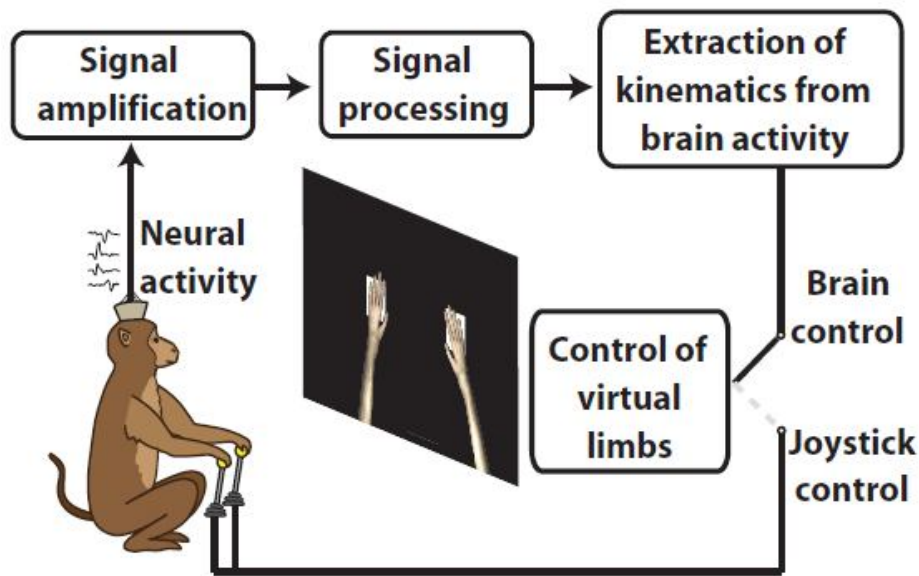 Signal
amplification
Signal
processing
Extraction of
kinematics from
brain activity
Neural
activity
Brain
control
Control of
virtual
limbs
Joystick
control